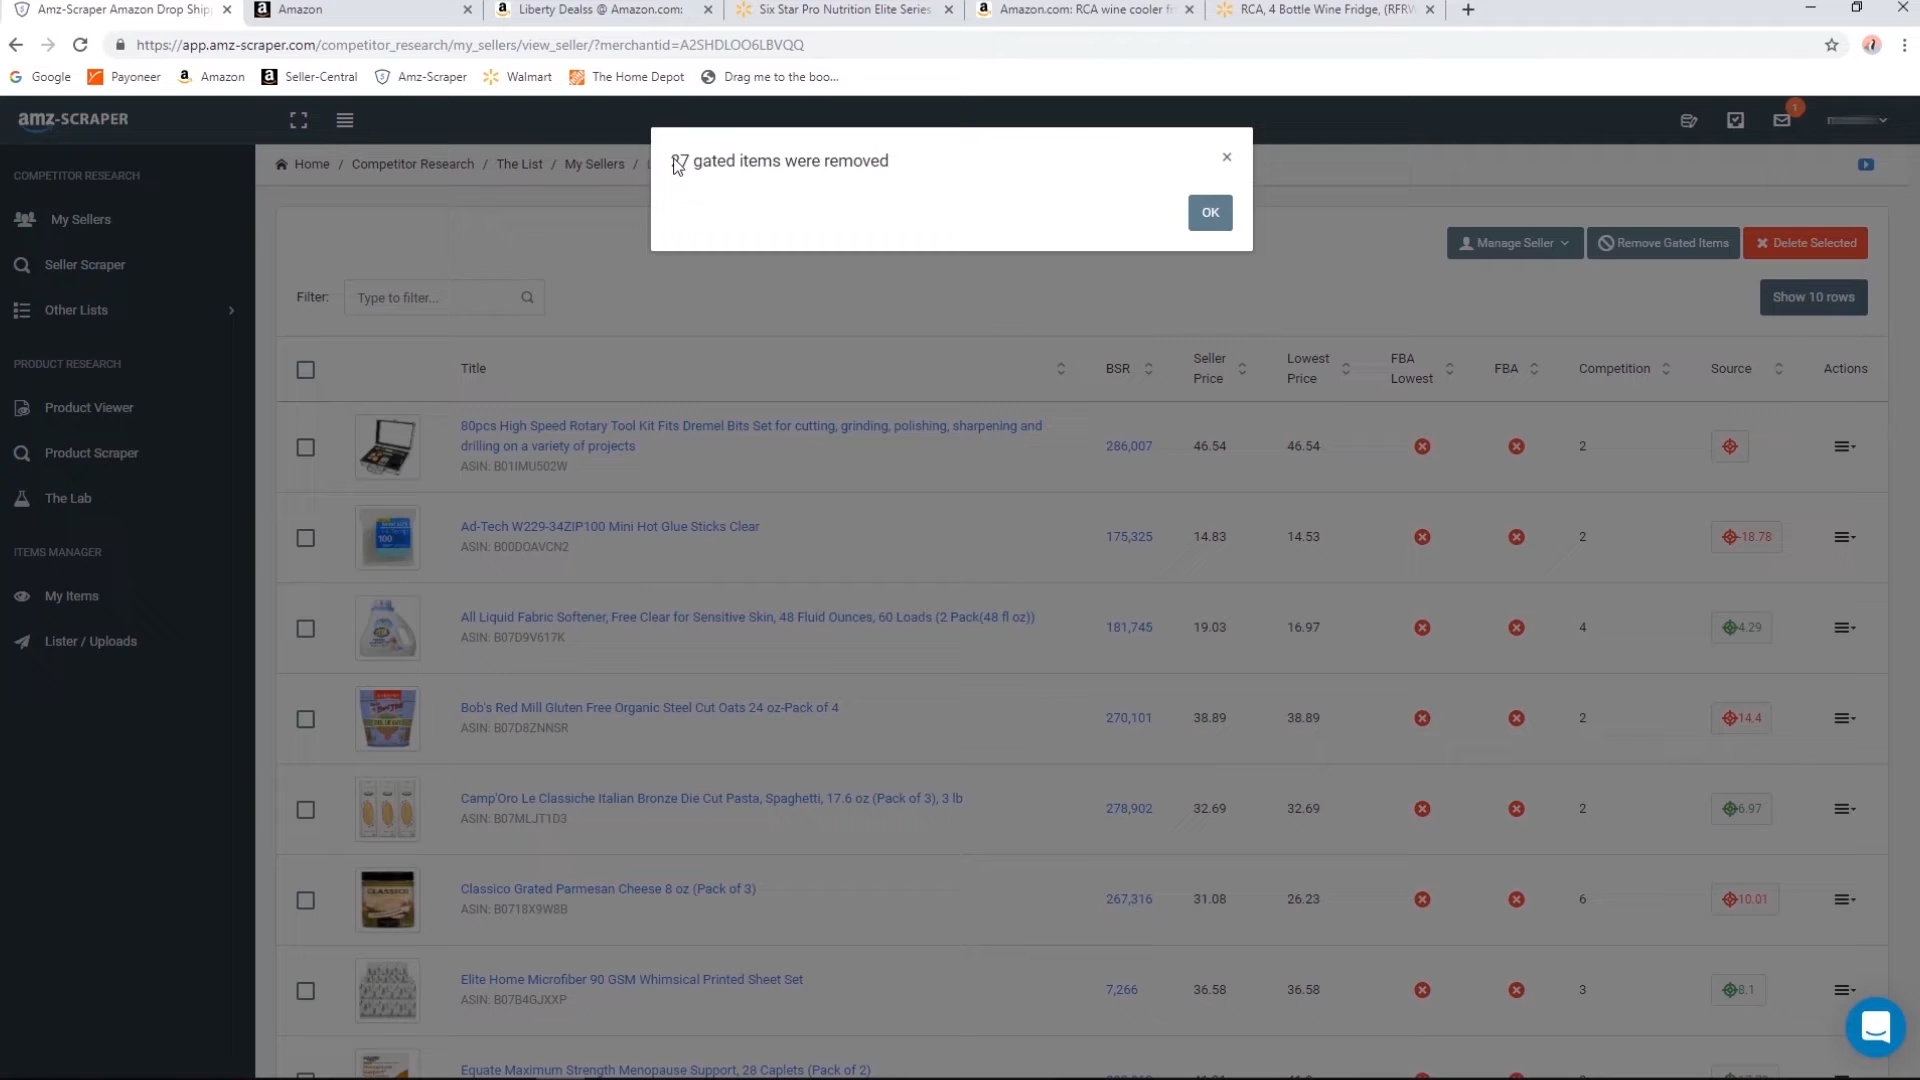 Amz-Scraper Amazon Drop Ship
Amazon
Liberty Dealss @ Amazon.com:
Six Star Pro Nutrition Elite Series
Amazon.com: RCA wine cooler fr
RCA, 4 Bottle Wine Fridge, (RFRW
https://app.amz-scraper.com/competitor_research/my_sellers/view_seller/?merchantid=A2SHDLOO6LBVQQ
Google
Payoneer
Amazon
Seller-Central
Amz-Scraper
Walmart
The Home Depot
Drag me to the boo...
amz-SCRAPER
1
COMPETITOR RESEARCH
My Sellers
Seller Scraper
Other Lists
PRODUCT RESEARCH
Product Viewer
Product Scraper
The Lab
ITEMS MANAGER
My Items
Lister / Uploads
Home / Competitor Research / The List / My Sellers /
gated items were removed
×
OK
Manage Seller
Remove Gated Items
Delete Selected
Filter:
Type to filter...
Show 10 rows
Title
BSR
Seller Price
Lowest Price
FBA Lowest
FBA
Competition
Source
Actions
80pcs High Speed Rotary Tool Kit Fits Dremel Bits Set for cutting, grinding, polishing, sharpening and
drilling on a variety of projects
ASIN: B01IMU502W
286,007 46.54 46.54 2
Ad-Tech W229-34ZIP100 Mini Hot Glue Sticks Clear
ASIN: B00DOAVCN2
175,325 14.83 14.53 2 -18.78
All Liquid Fabric Softener, Free Clear for Sensitive Skin, 48 Fluid Ounces, 60 Loads (2 Pack(48 fl oz))
ASIN: B07D9V617K
181,745 19.03 16.97 4 4.29
Bob's Red Mill Gluten Free Organic Steel Cut Oats 24 oz-Pack of 4
ASIN: B07D8ZNNSR
270,101 38.89 38.89 2 14.4
Camp'Oro Le Classiche Italian Bronze Die Cut Pasta, Spaghetti, 17.6 oz (Pack of 3), 3 lb
ASIN: B07MLJT1D3
278,902 32.69 32.69 2 6.97
Classico Grated Parmesan Cheese 8 oz (Pack of 3)
ASIN: B0718X9W8B
267,316 31.08 26.23 6 10.01
Elite Home Microfiber 90 GSM Whimsical Printed Sheet Set
ASIN: B07B4GJXXP
7,266 36.58 36.58 3 8.1
Equate Maximum Strength Menopause Support, 28 Caplets (Pack of 2)